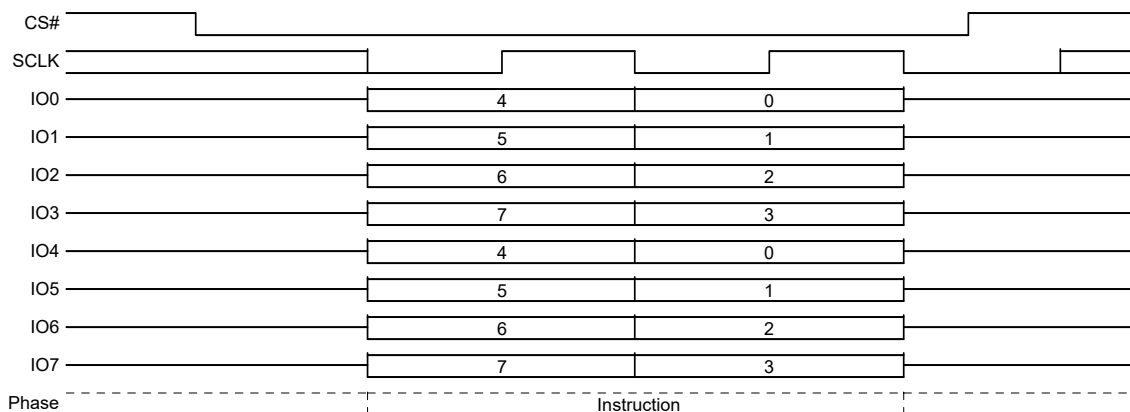 CS#
SCLK
IO0 4 0
IO1 5 1
IO2 6 2
IO3 7 3
IO4 4 0
IO5 5 1
IO6 6 2
IO7 7 3
Phase Instruction